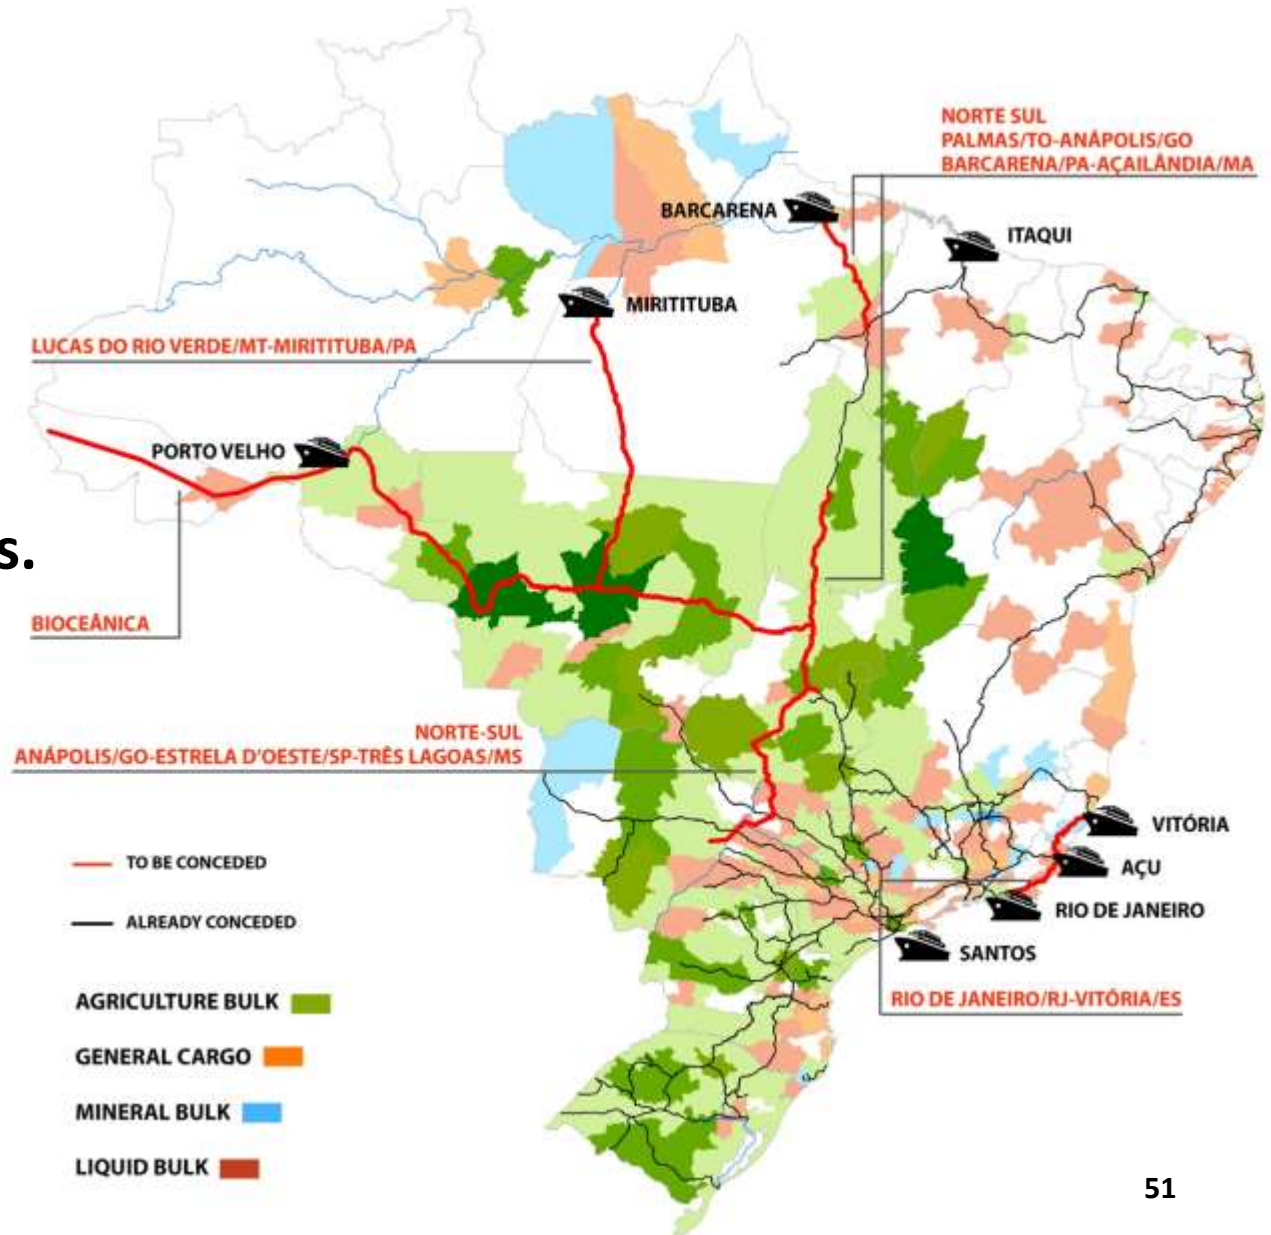 NORTE SUL
PALMAS/TO-ANÁPOLIS/GO
BARCARENA/PA-AÇAILÂNDIA/MA
BARCARENA
ITAQUI
MIRITITUBA
LUCAS DO RIO VERDE/MT-MIRITITUBA/PA
PORTO VELHO
s.
BIOCEÂNICA
NORTE-SUL
ANÁPOLIS/GO-ESTRELA D'OESTE/SP-TRÊS LAGOAS/MS
VITÓRIA
TO BE CONCEDED
AÇU
RIO DE JANEIRO
ALREADY CONCEDED
SANTOS
RIO DE JANEIRO/RJ-VITÓRIA/ES
AGRICULTURE BULK
GENERAL CARGO
MINERAL BULK
LIQUID BULK
51